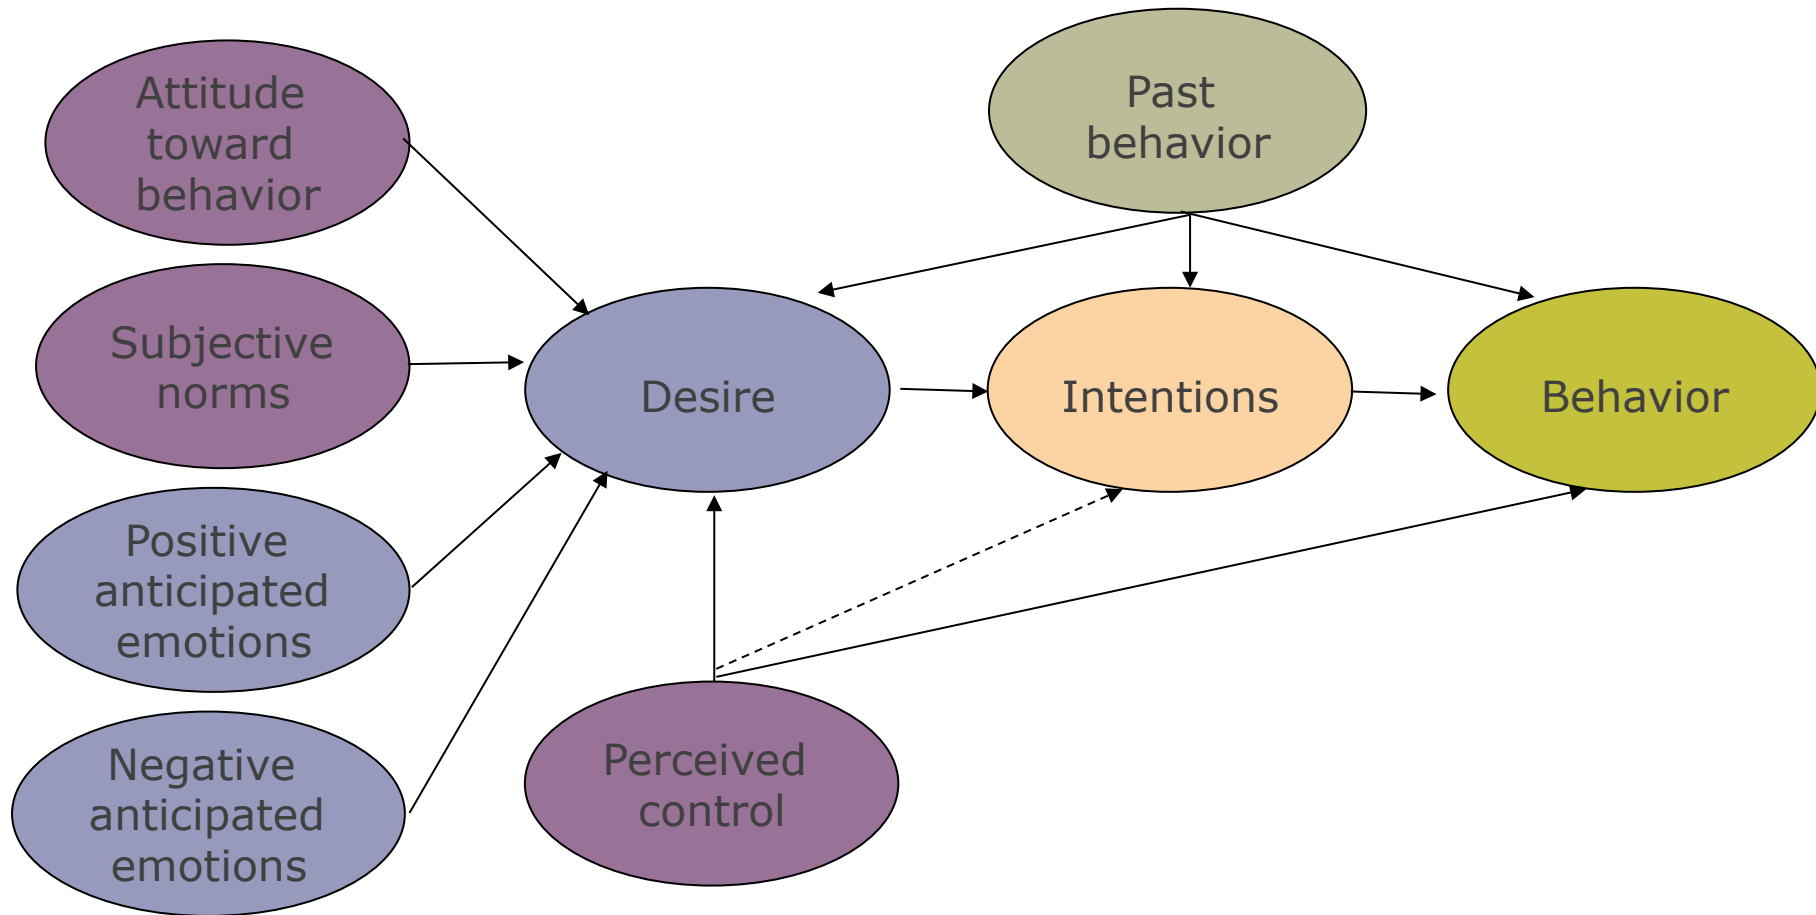 Attitude
toward
behavior
Past
behavior
Subjective
norms
Desire
Intentions
Behavior
Positive
anticipated
emotions
Negative
anticipated
emotions
Perceived
control